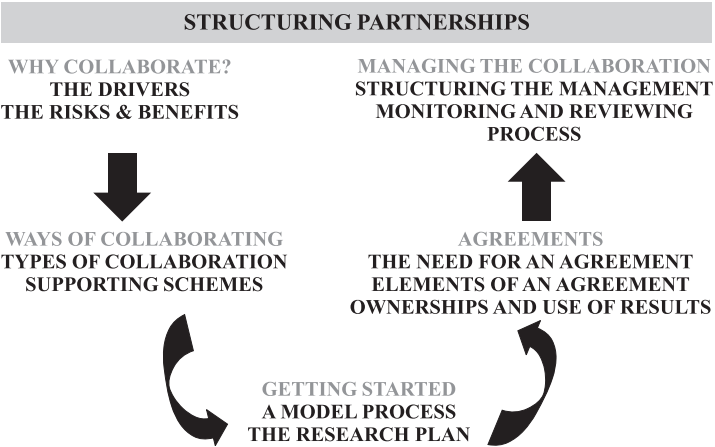 STRUCTURING PARTNERSHIPS
WHY COLLABORATE?
THE DRIVERS
THE RISKS & BENEFITS
WAYS OF COLLABORATING
TYPES OF COLLABORATION
SUPPORTING SCHEMES
GETTING STARTED
A MODEL PROCESS
THE RESEARCH PLAN
AGREEMENTS
THE NEED FOR AN AGREEMENT
ELEMENTS OF AN AGREEMENT
OWNERSHIPS AND USE OF RESULTS
MANAGING THE COLLABORATION
STRUCTURING THE MANAGEMENT
MONITORING AND REVIEWING
PROCESS